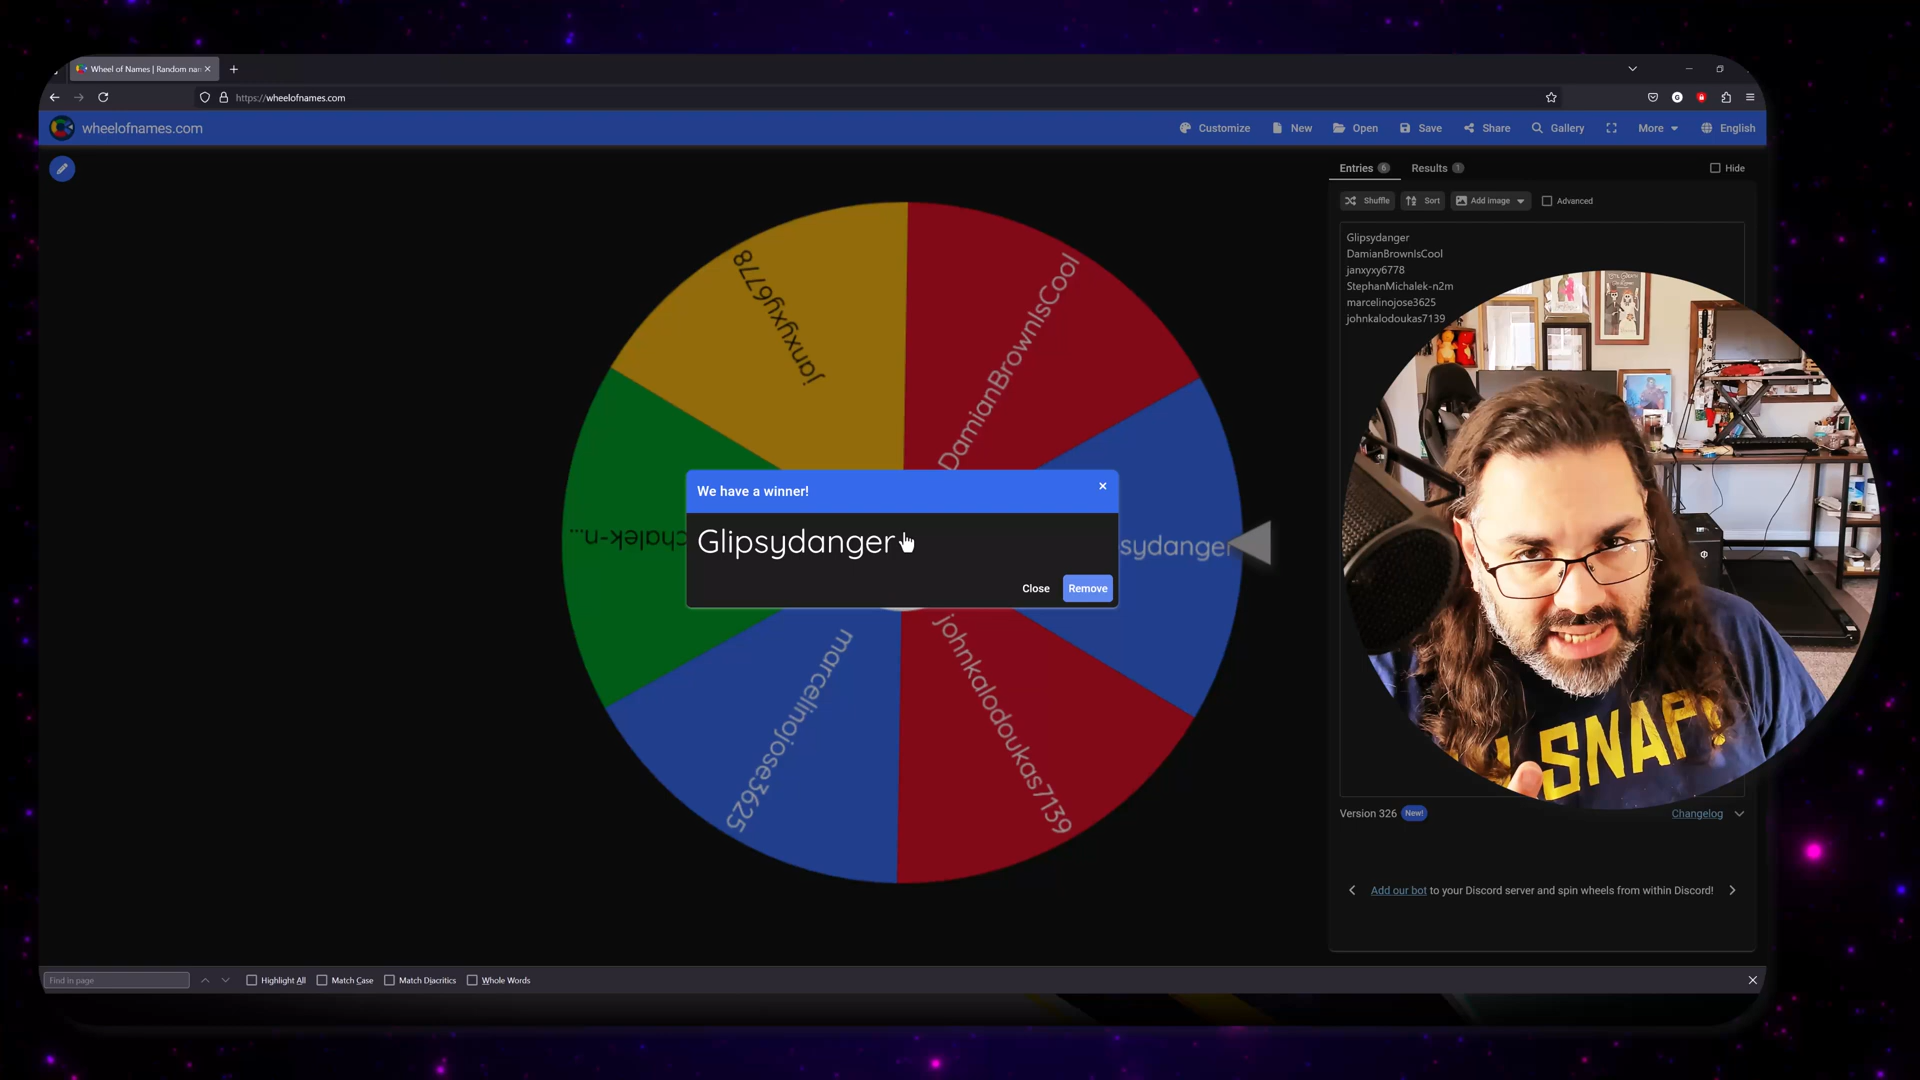 Wheel of Names | Random nar
https://wheelofnames.com
wheelofnames.com
Customize
New
Open
Save
Share
Gallery
More
English
Entries 6
Results 1
Hide
Shuffle
Sort
Add image
Advanced
Glipsydanger
DamianBrownIsCool
janxyxy6778
StephanMichalek-n2m
marcelinojose3625
johnkalodoukas7139
janxyxy6778
DamianBrownIsCool
chalek-n...
sydanger
marcelinojose3625
johnkalodoukas7139
We have a winner!
Glipsydanger
Close
Remove
SNAP!
Version 326 New!
Changelog
Add our bot to your Discord server and spin wheels from within Discord!
Find in page
Highlight All
Match Case
Match Diacritics
Whole Words